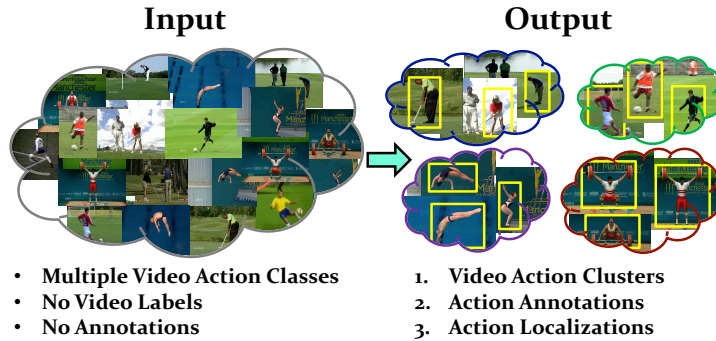 Input
Output
• Multiple Video Action Classes
• No Video Labels
• No Annotations
1. Video Action Clusters
2. Action Annotations
3. Action Localizations